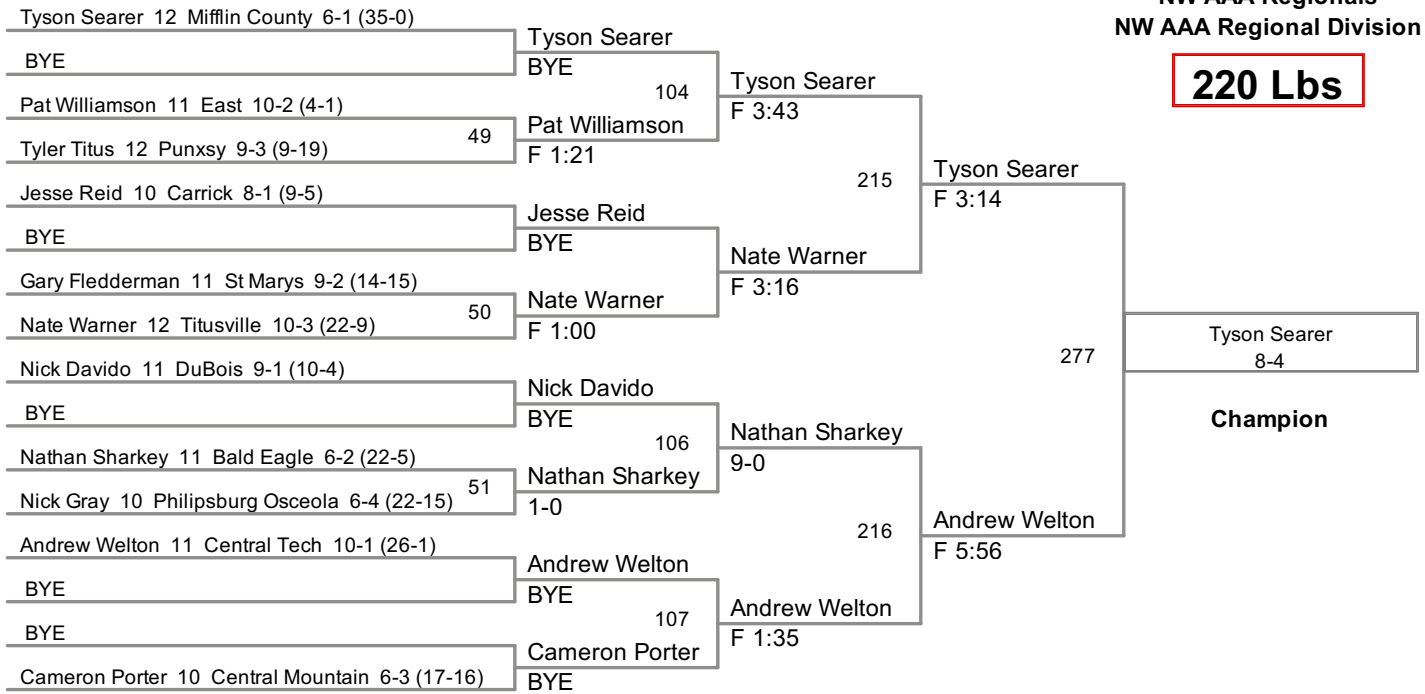 NW AAA Regionals
NW AAA Regional Division
220 Lbs
Tyson Searer 12 Mifflin County 6-1 (35-0)
BYE
Pat Williamson 11 East 10-2 (4-1)
Tyler Titus 12 Punxsy 9-3 (9-19)
Jesse Reid 10 Carrick 8-1 (9-5)
BYE
Gary Fledderman 11 St Marys 9-2 (14-15)
Nate Warner 12 Titusville 10-3 (22-9)
Nick Davido 11 DuBois 9-1 (10-4)
BYE
Nathan Sharkey 11 Bald Eagle 6-2 (22-5)
Nick Gray 10 Philipsburg Osceola 6-4 (22-15)
Andrew Welton 11 Central Tech 10-1 (26-1)
BYE
BYE
Cameron Porter 10 Central Mountain 6-3 (17-16)
49
50
51
Tyson Searer
BYE
Pat Williamson
F 1:21
Jesse Reid
BYE
Nate Warner
F 1:00
Nick Davido
BYE
Nathan Sharkey
1-0
Andrew Welton
BYE
Cameron Porter
BYE
104
106
107
Tyson Searer
F 3:43
Nate Warner
F 3:16
Nathan Sharkey
9-0
Andrew Welton
F 1:35
215
216
Tyson Searer
F 3:14
Andrew Welton
F 5:56
277
Tyson Searer
8-4
Champion